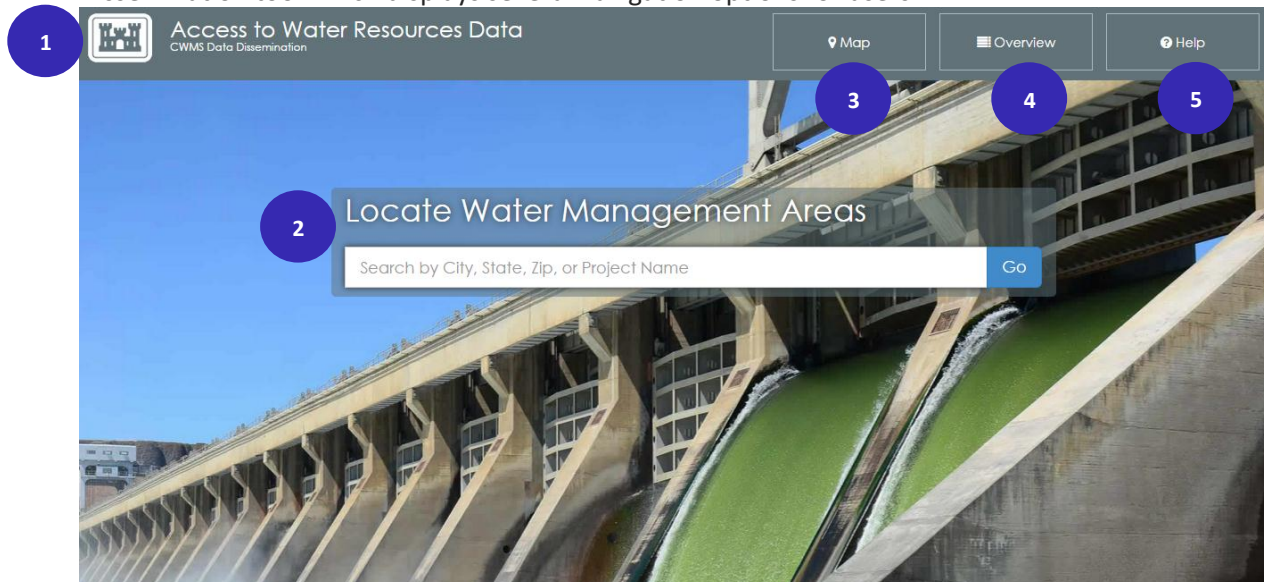 1
Access to Water Resources Data
CWMS Data Dissemination
Map
Overview
Help
3
4
5
2
Locate Water Management Areas
Search by City, State, Zip, or Project Name
Go